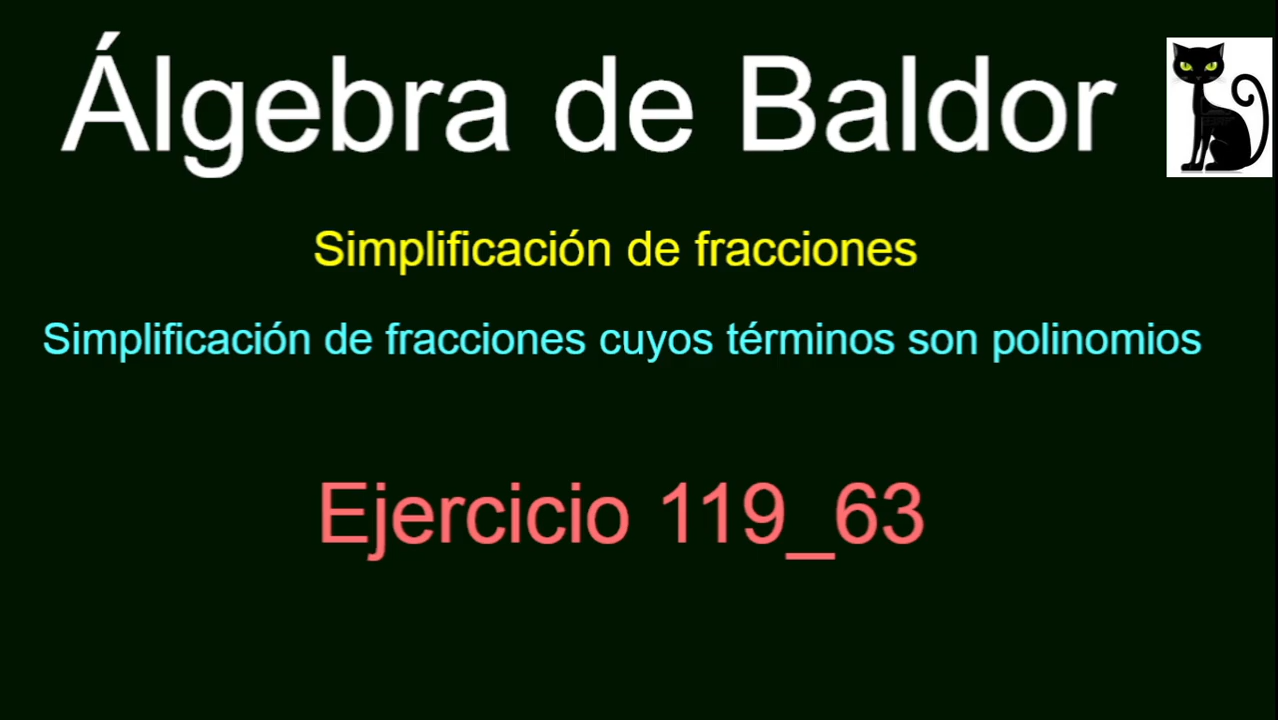 Álgebra de Baldor
Simplificación de fracciones
Simplificación de fracciones cuyos términos son polinomios
Ejercicio 119_63